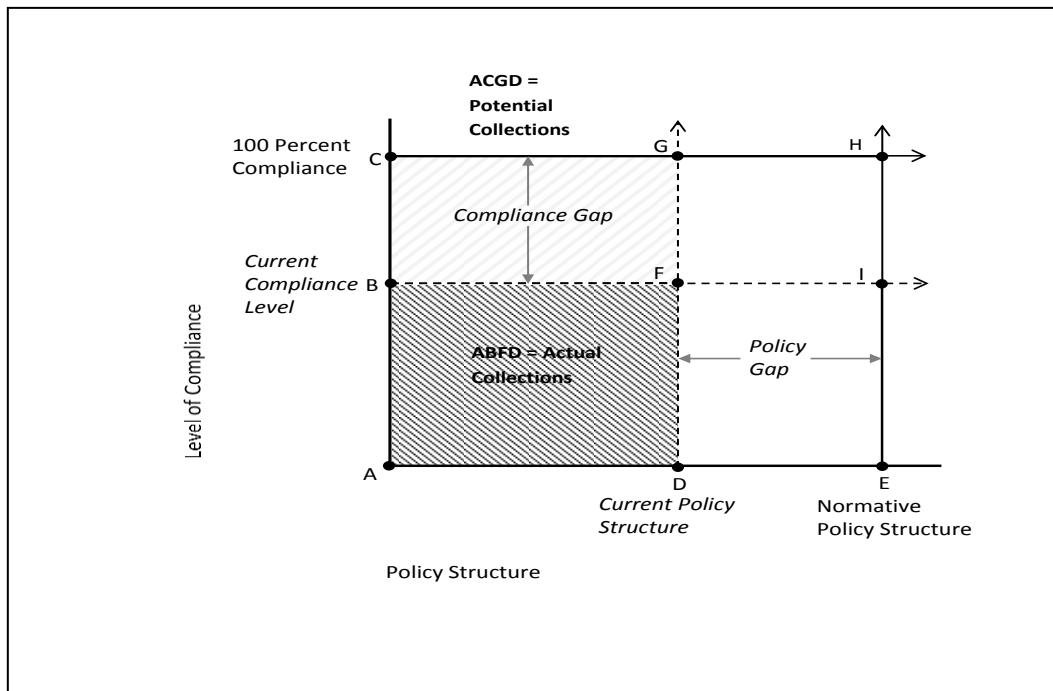 ACGD =
Potential
Collections
100 Percent
Compliance
C
G
H
Compliance Gap
Current
Compliance
Level
B
F
I
Level of Compliance
ABFD = Actual
Collections
Policy
Gap
A
D
E
Current Policy
Structure
Normative
Policy Structure
Policy Structure